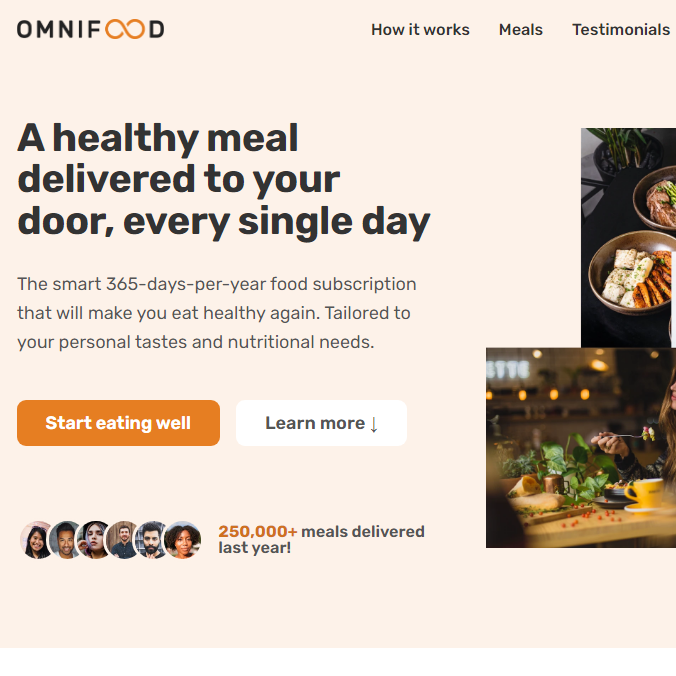 OMNIFOOD
How it works Meals Testimonials
A healthy meal
delivered to your
door, every single day
The smart 365-days-per-year food subscription
that will make you eat healthy again. Tailored to
your personal tastes and nutritional needs.
Start eating well Learn more ↓
250,000+ meals delivered
last year!